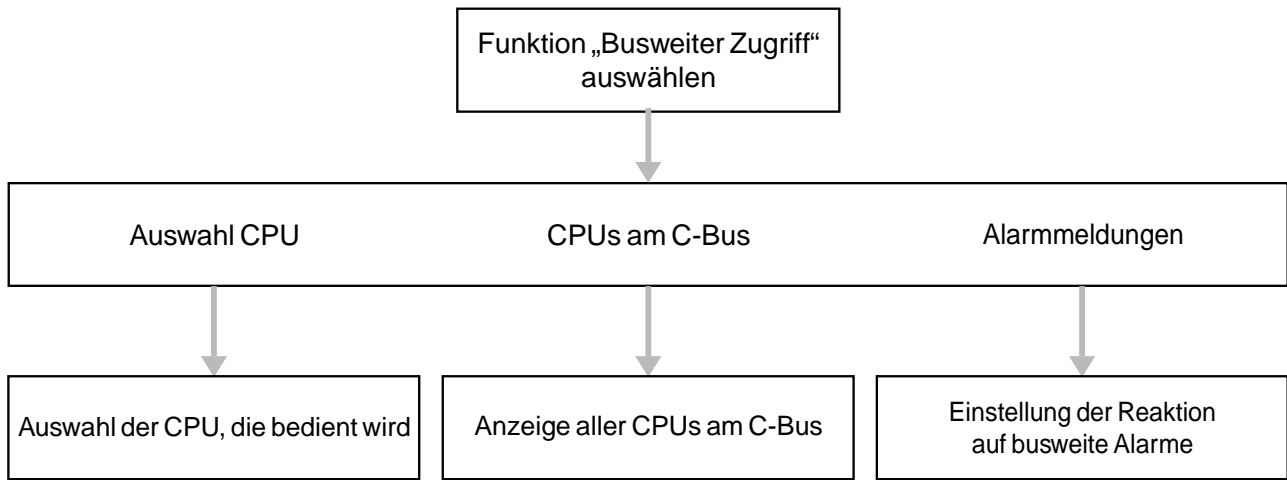 Funktion „Busweiter Zugriff“
auswählen
Auswahl CPU
CPUs am C-Bus
Alarmmeldungen
Auswahl der CPU, die bedient wird
Anzeige aller CPUs am C-Bus
Einstellung der Reaktion
auf busweite Alarme